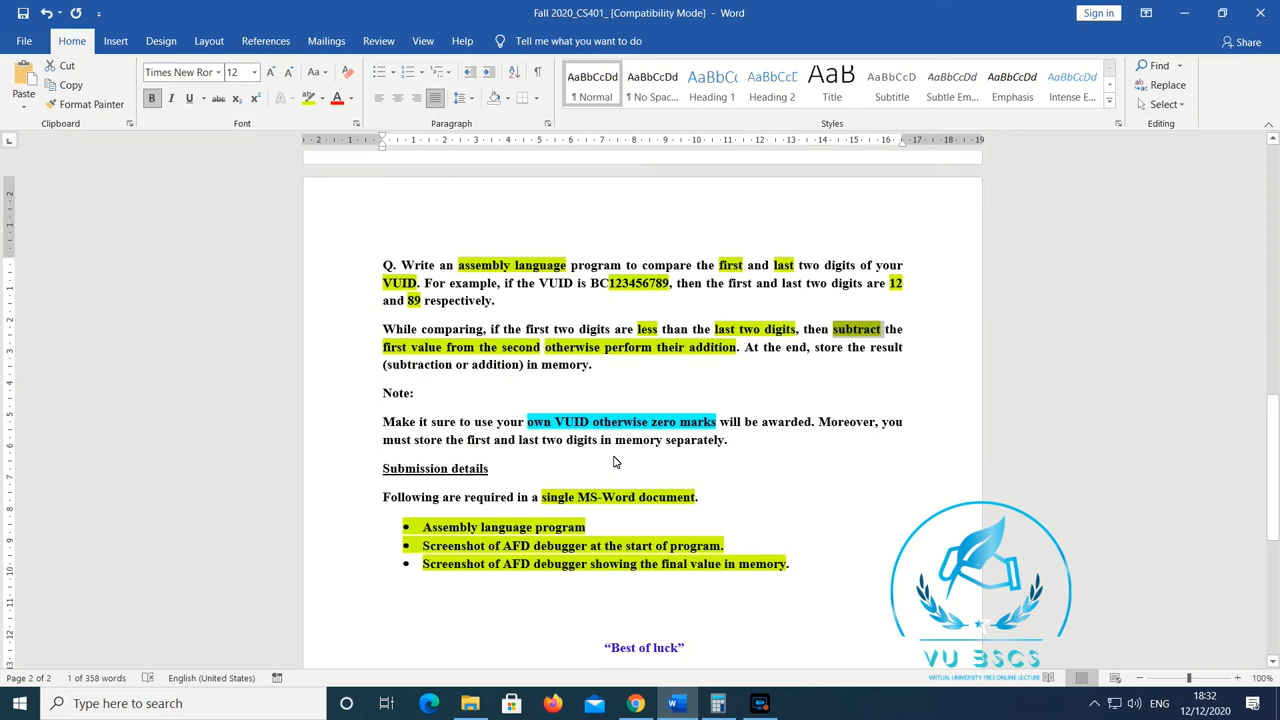 Fall 2020_CS401_ [Compatibility Mode] - Word
Sign in
File Home Insert Draw Design Layout References Mailings Review View Help Tell me what you want to do
Share
Paste
Cut
Copy
Format Painter
Clipboard
Times New Ror 12
Font
Paragraph
AaBbCcDd AaBbCcDd AaBbC( AaBbCcE AaB AaBbCcD AaBbCcDd AaBbCcDd AaBbCcDd
¶ Normal ¶ No Spac... Heading 1 Heading 2 Title Subtitle Subtle Em... Emphasis Intense E...
Styles
Find
Replace
Select
Editing
Q. Write an assembly language program to compare the first and last two digits of your
VUID. For example, if the VUID is BC123456789, then the first and last two digits are 12
and 89 respectively.
While comparing, if the first two digits are less than the last two digits, then subtract the
first value from the second otherwise perform their addition. At the end, store the result
(subtraction or addition) in memory.
Note:
Make it sure to use your own VUID otherwise zero marks will be awarded. Moreover, you
must store the first and last two digits in memory separately.
Submission details
Following are required in a single MS-Word document.
• Assembly language program
• Screenshot of AFD debugger at the start of program.
• Screenshot of AFD debugger showing the final value in memory.
“Best of luck”
VU BSCS
VIRTUAL UNIVERSITY FREE ONLINE LECTURE
Page 2 of 2 1 of 358 words English (United States) 100%
Type here to search
ENG
18:32
12/12/2020